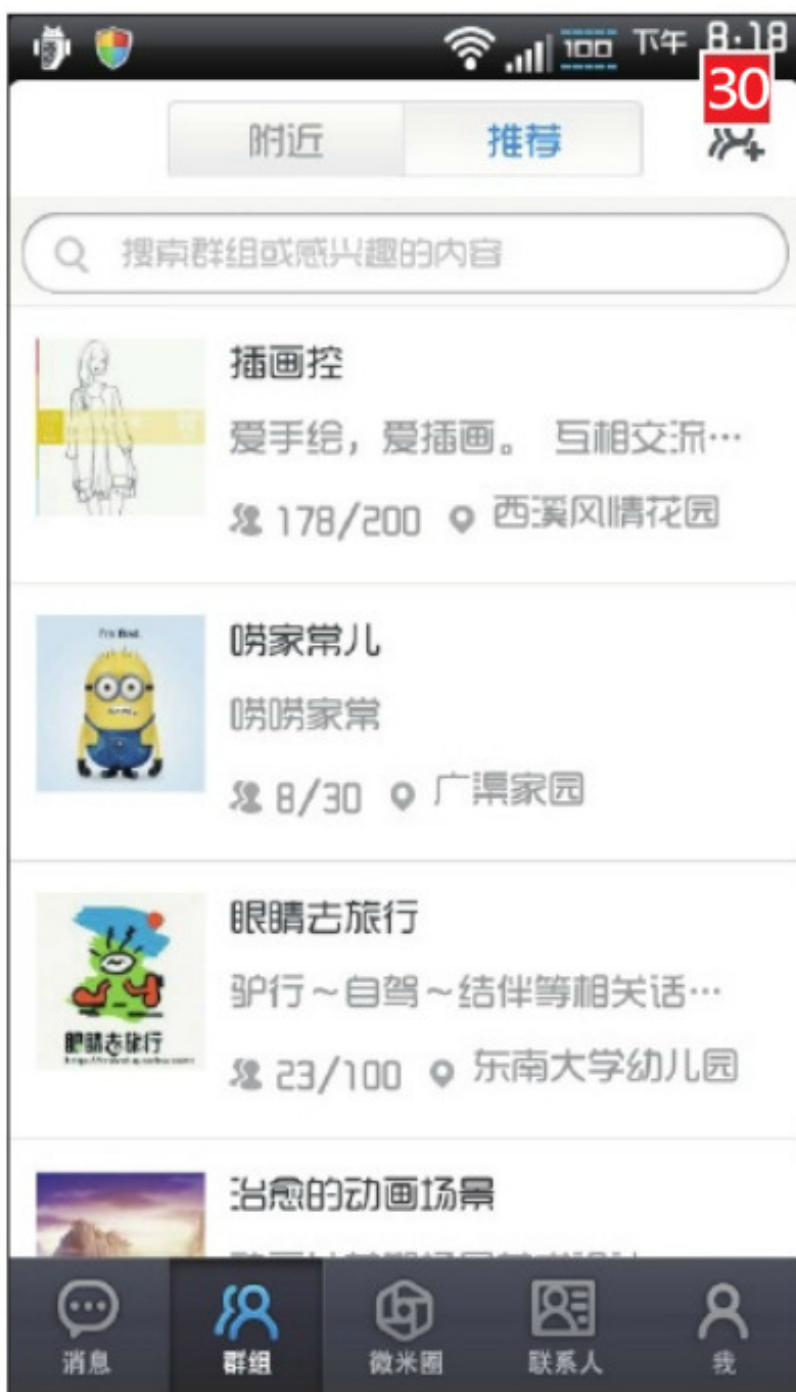 100 下午 8:18
30
附近 推荐
搜索群组或感兴趣的内容
插画控
爱手绘，爱插画。 互相交流…
178/200 西溪风情花园
I'm fine.
唠家常儿
唠唠家常
8/30 广渠家园
眼睛去旅行
驴行～自驾～结伴等相关话…
眼睛去旅行
23/100 东南大学幼儿园
治愈的动画场景
消息 群组 微米圈 联系人 我